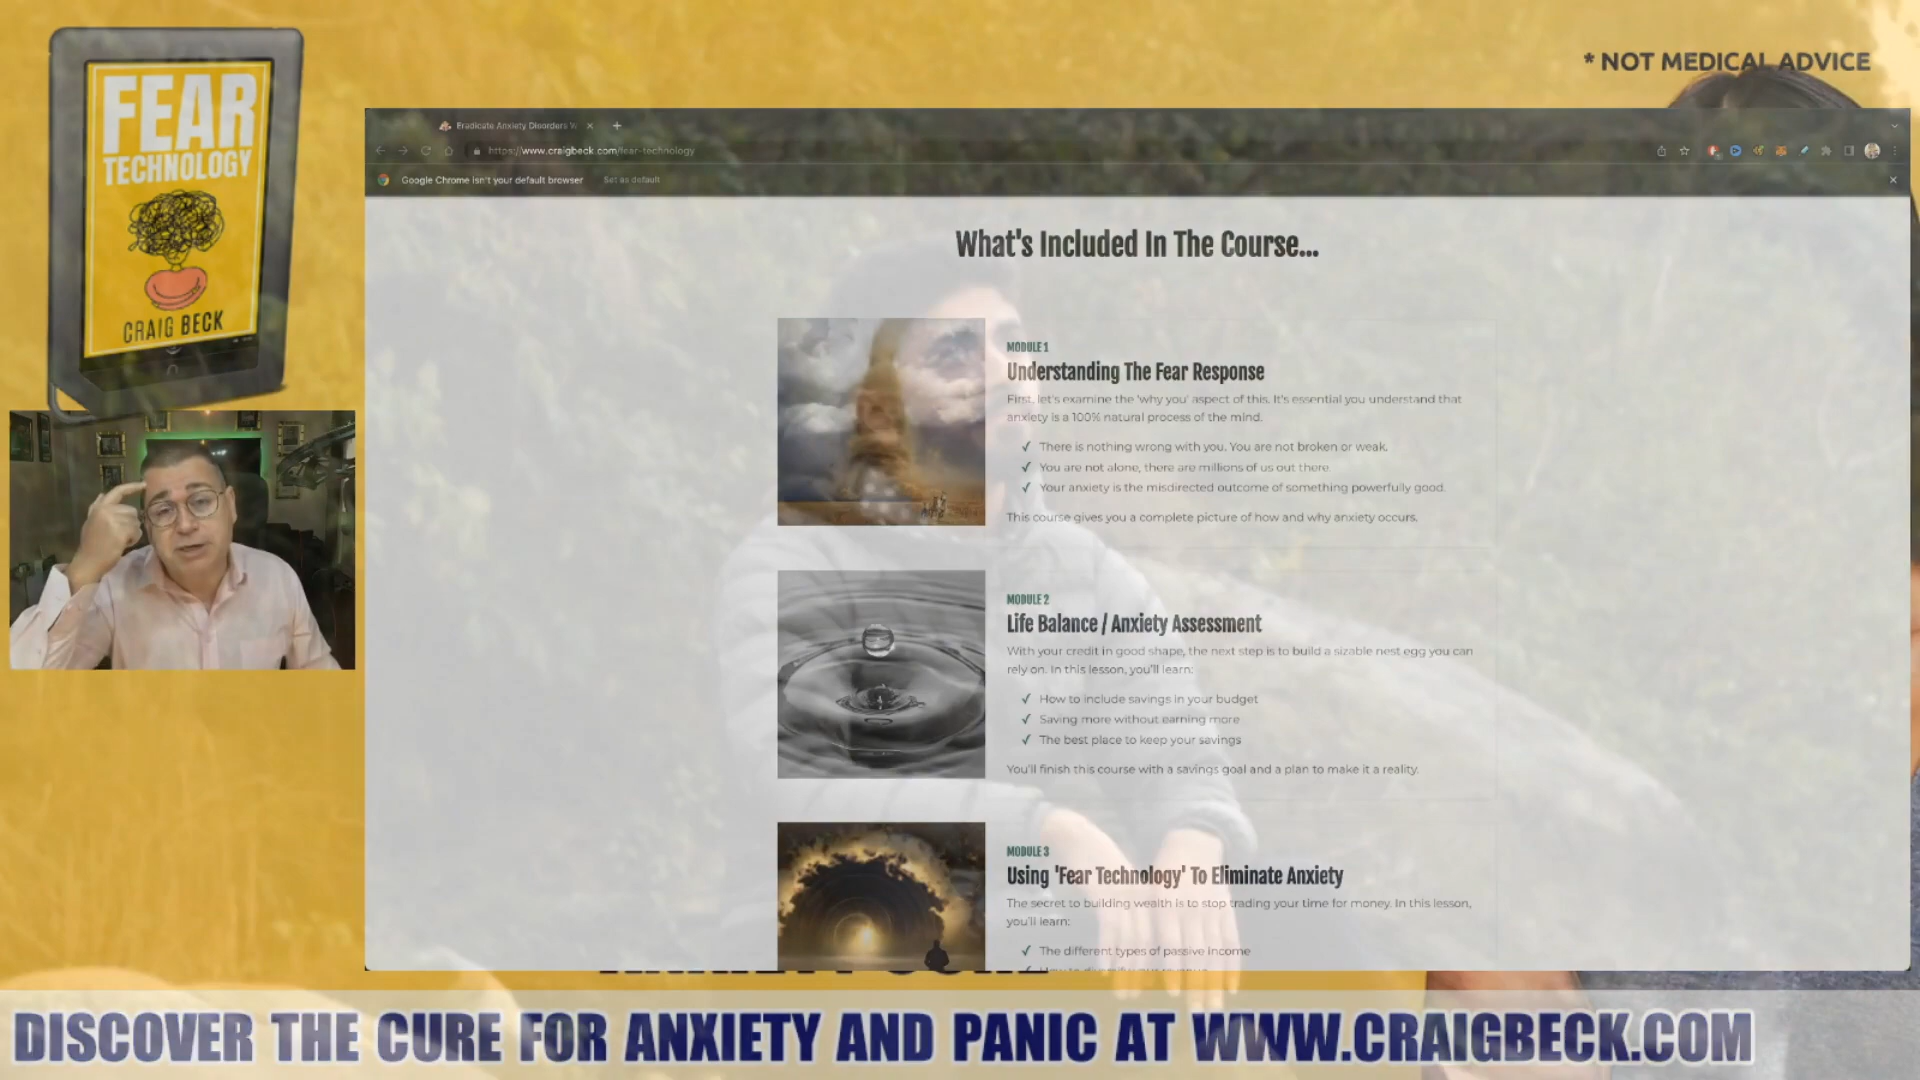 * NOT MEDICAL ADVICE
FEAR
TECHNOLOGY
CRAIG BECK
Eradicate Anxiety Disorders W
https://www.craigbeck.com/fear-technology
Google Chrome isn't your default browser Set as default
What's Included In The Course...
MODULE 1
Understanding The Fear Response
First, let's examine the 'why you' aspect of this. It's essential you understand that
anxiety is a 100% natural process of the mind.
✓ There is nothing wrong with you. You are not broken or weak.
✓ You are not alone, there are millions of us out there.
✓ Your anxiety is the misdirected outcome of something powerfully good.
This course gives you a complete picture of how and why anxiety occurs.
MODULE 2
Life Balance / Anxiety Assessment
With your credit in good shape, the next step is to build a sizable nest egg you can
rely on. In this lesson, you'll learn:
✓ How to include savings in your budget
✓ Saving more without earning more
✓ The best place to keep your savings
You'll finish this course with a savings goal and a plan to make it a reality.
MODULE 3
Using 'Fear Technology' To Eliminate Anxiety
The secret to building wealth is to stop trading your time for money. In this lesson,
you'll learn:
✓ The different types of passive income
DISCOVER THE CURE FOR ANXIETY AND PANIC AT WWW.CRAIGBECK.COM